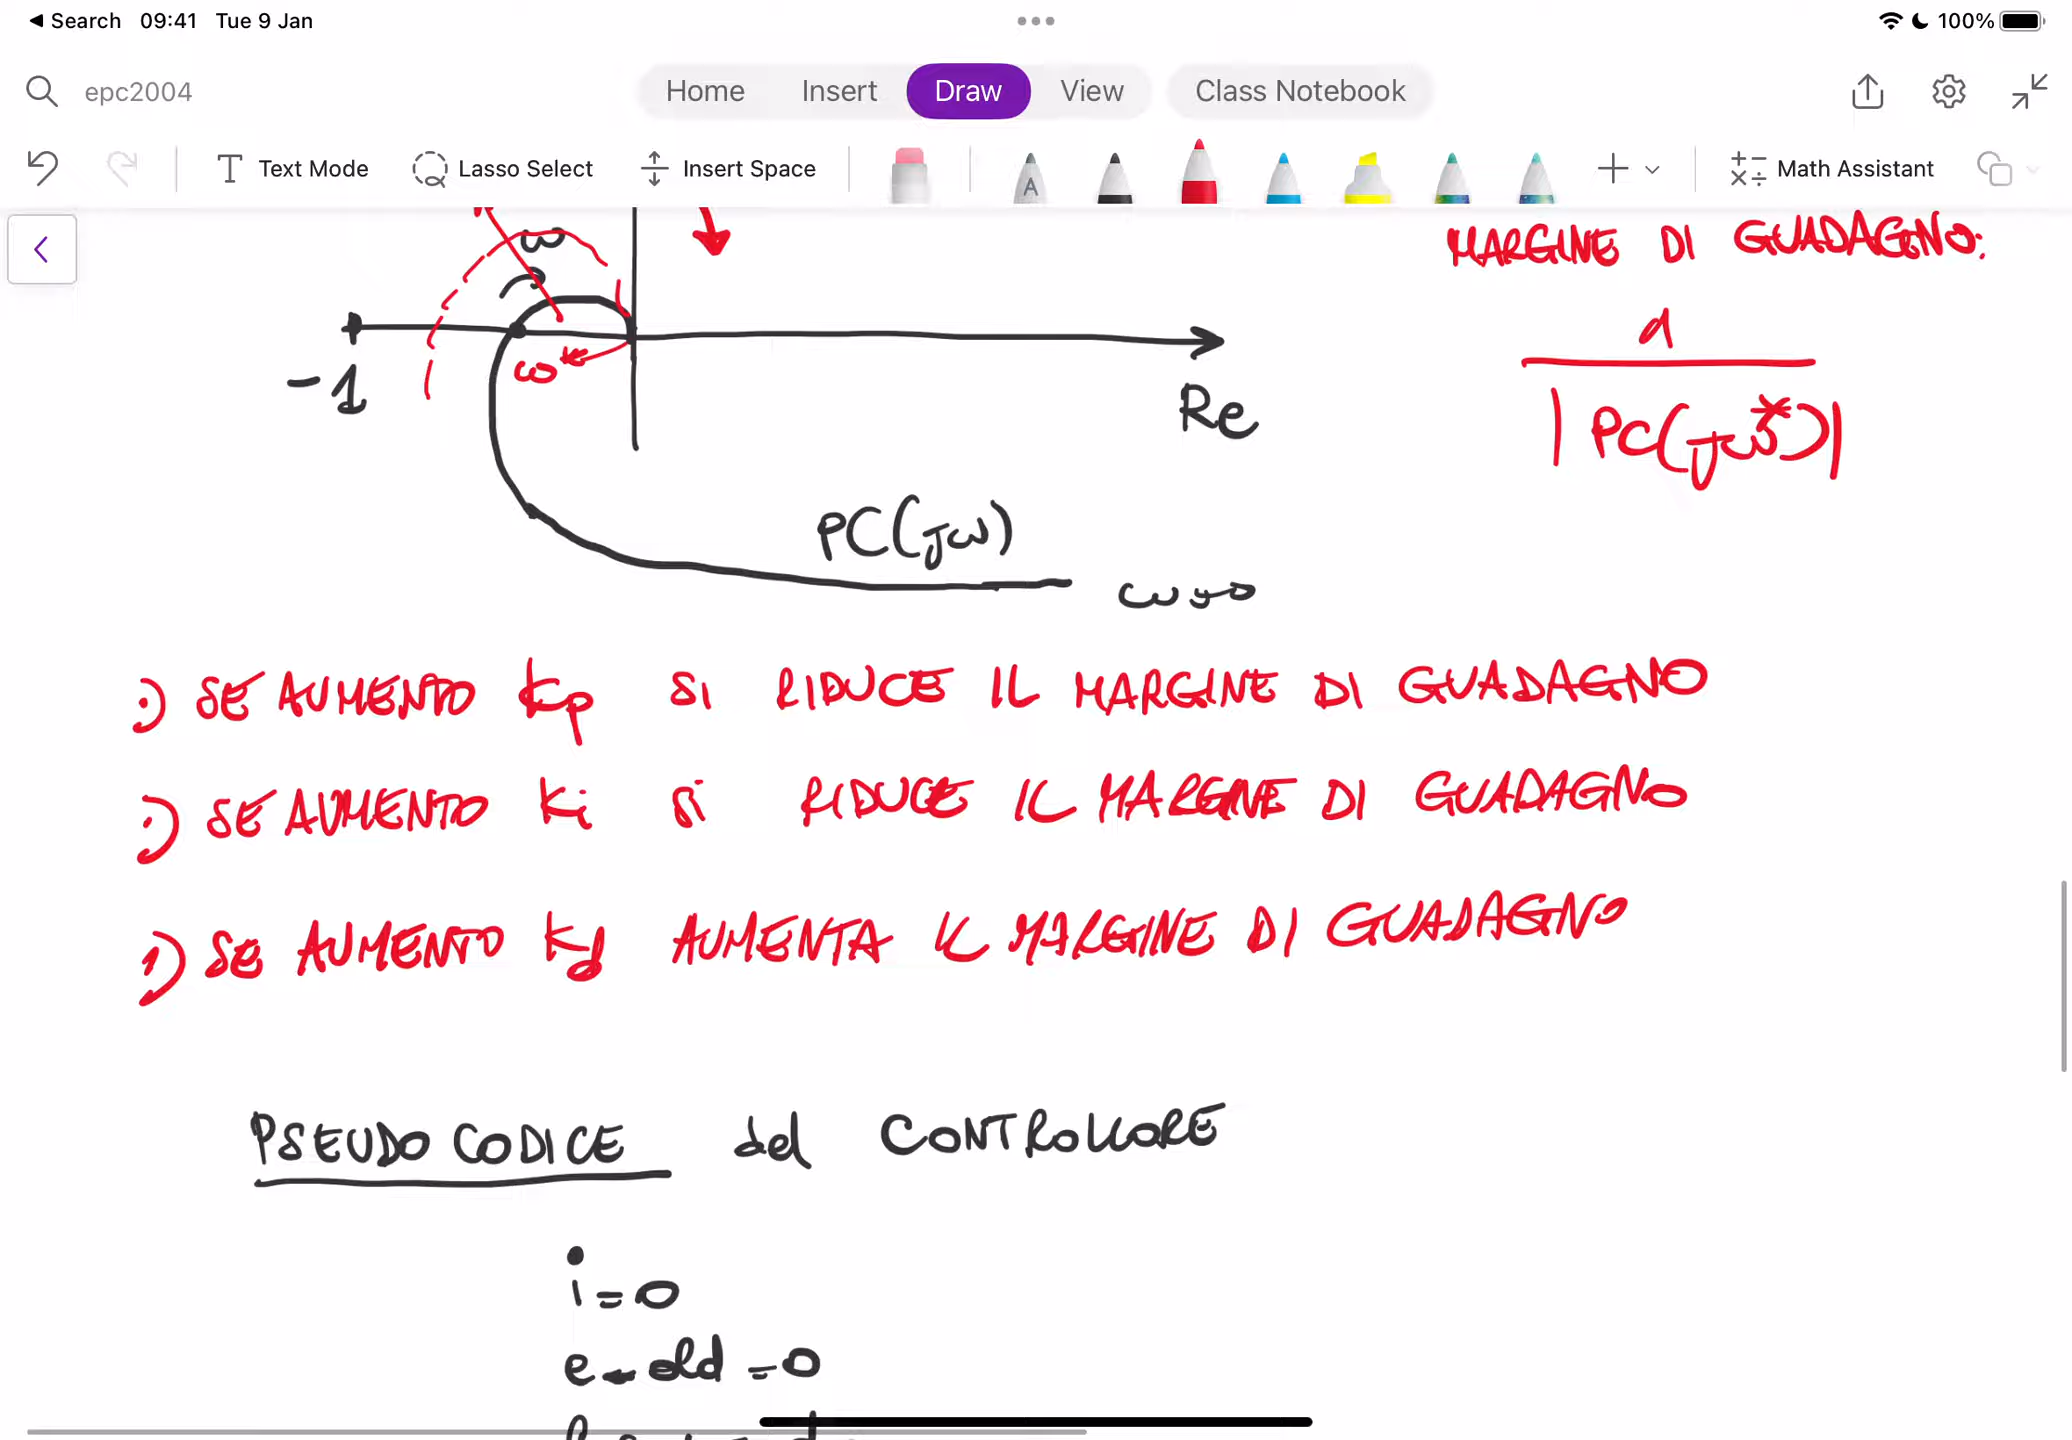 Search 09:41 Tue 9 Jan 100%
epc2004 Home Insert Draw View Class Notebook
Text Mode Lasso Select Insert Space Math Assistant
MARGINE DI GUADAGNO:
1
| PC(jω*)|
ω
ω
-1
Re
PC(jω)
ω→0
·) SE AUMENTO Kp SI RIDUCE IL MARGINE DI GUADAGNO
·) SE AUMENTO Ki SI RIDUCE IL MARGINE DI GUADAGNO
·) SE AUMENTO Kd AUMENTA IL MARGINE DI GUADAGNO
PSEUDO CODICE del CONTROLLORE
i=0
e_old =0